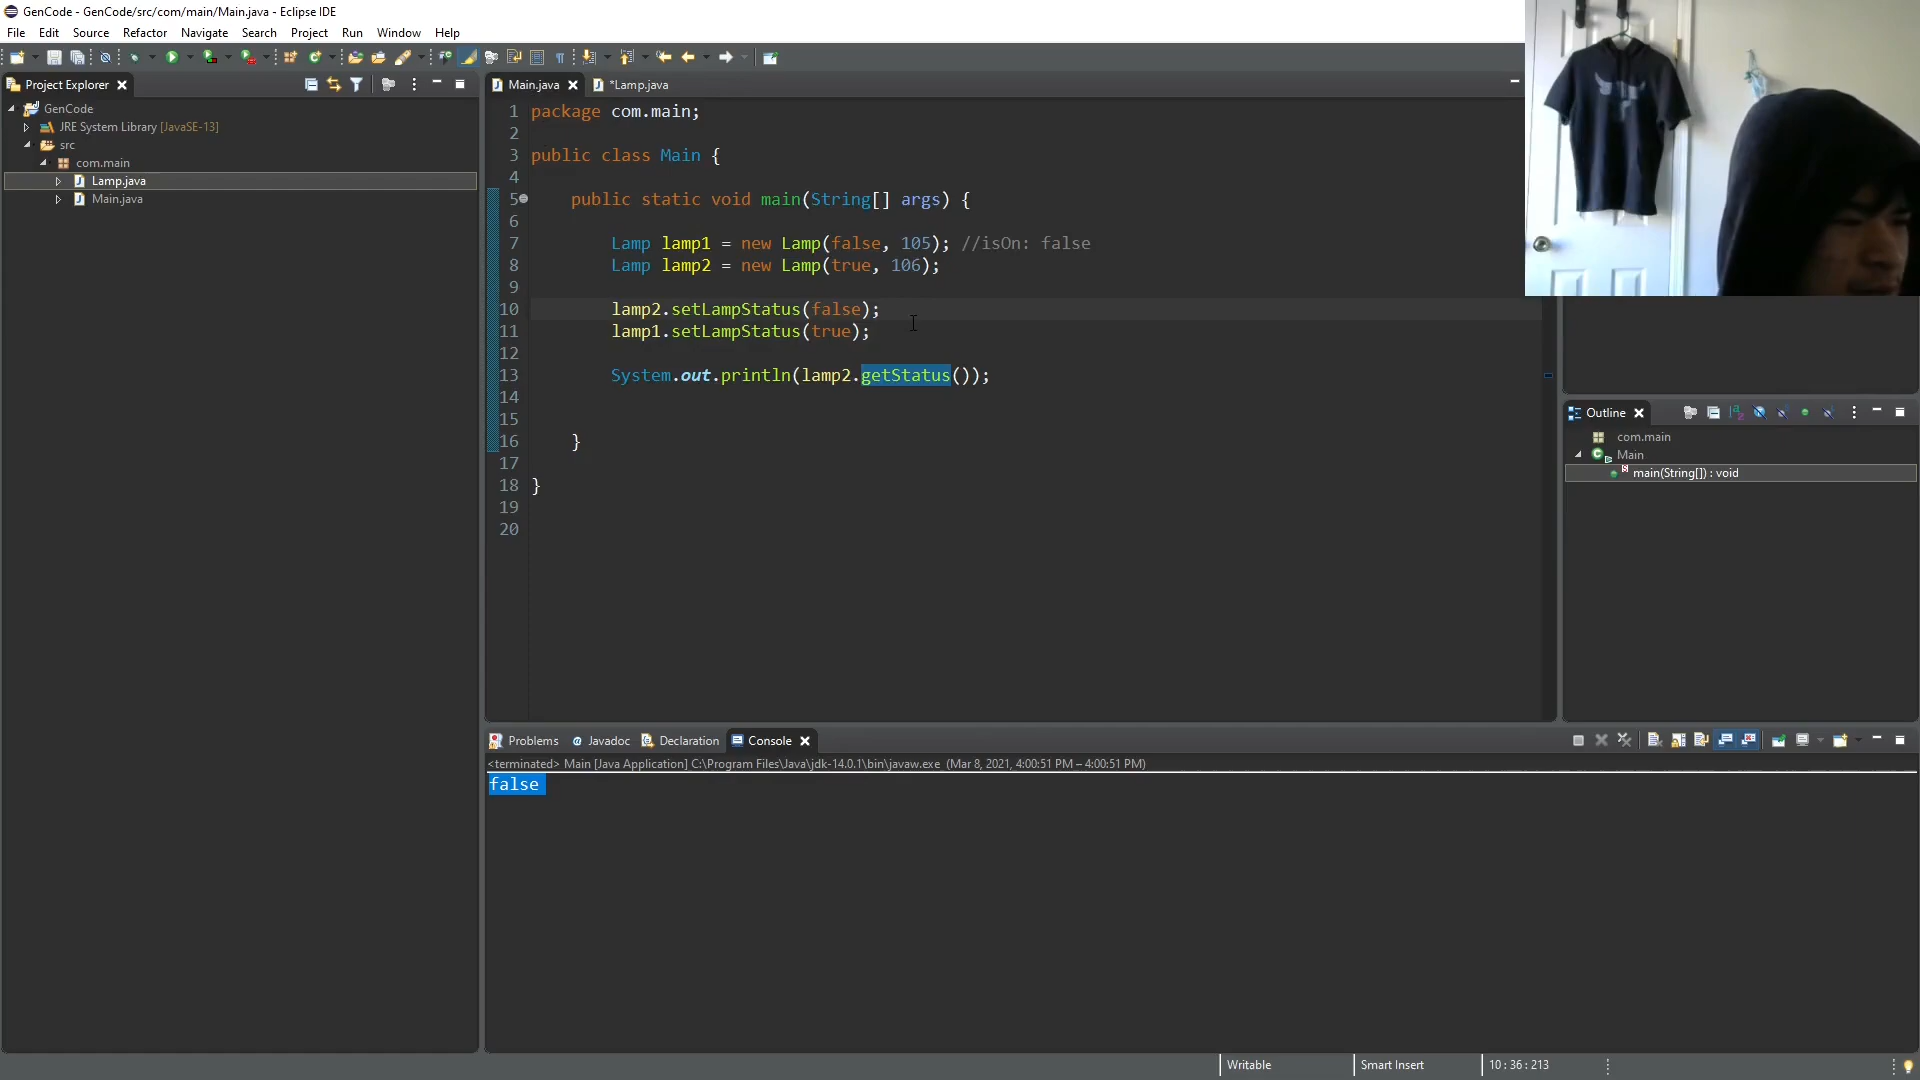 GenCode - GenCode/src/com/main/Main.java - Eclipse IDE
File Edit Source Refactor Navigate Search Project Run Window Help
Project Explorer
GenCode
JRE System Library [JavaSE-13]
src
com.main
Lamp.java
Main.java
Main.java *Lamp.java
1 package com.main;
2
3 public class Main {
4
5 public static void main(String[] args) {
6
7 Lamp lamp1 = new Lamp(false, 105); //isOn: false
8 Lamp lamp2 = new Lamp(true, 106);
9
10 lamp2.setLampStatus(false);
11 lamp1.setLampStatus(true);
12
13 System.out.println(lamp2.getStatus());
14
15
16 }
17
18 }
19
20
Outline
com.main
Main
main(String[]) : void
Problems Javadoc Declaration Console
<terminated> Main [Java Application] C:\Program Files\Java\jdk-14.0.1\bin\javaw.exe (Mar 8, 2021, 4:00:51 PM – 4:00:51 PM)
false
Writable Smart Insert 10 : 36 : 213